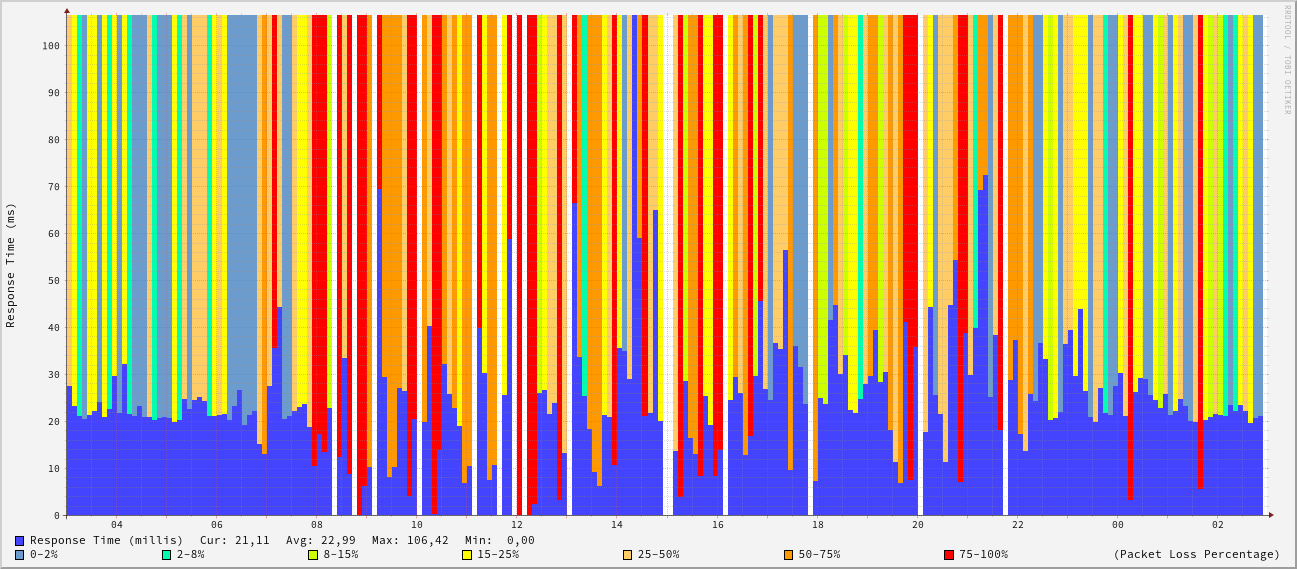 RRDTOOL / TOBI OETIKER
Response Time (ms)
100
90
80
70
60
50
40
30
20
10
0
04 06 08 10 12 14 16 18 20 22 00 02
Response Time (millis) Cur: 21,11 Avg: 22,99 Max: 106,42 Min: 0,00
0-2% 2-8% 8-15% 15-25% 25-50% 50-75% 75-100% (Packet Loss Percentage)